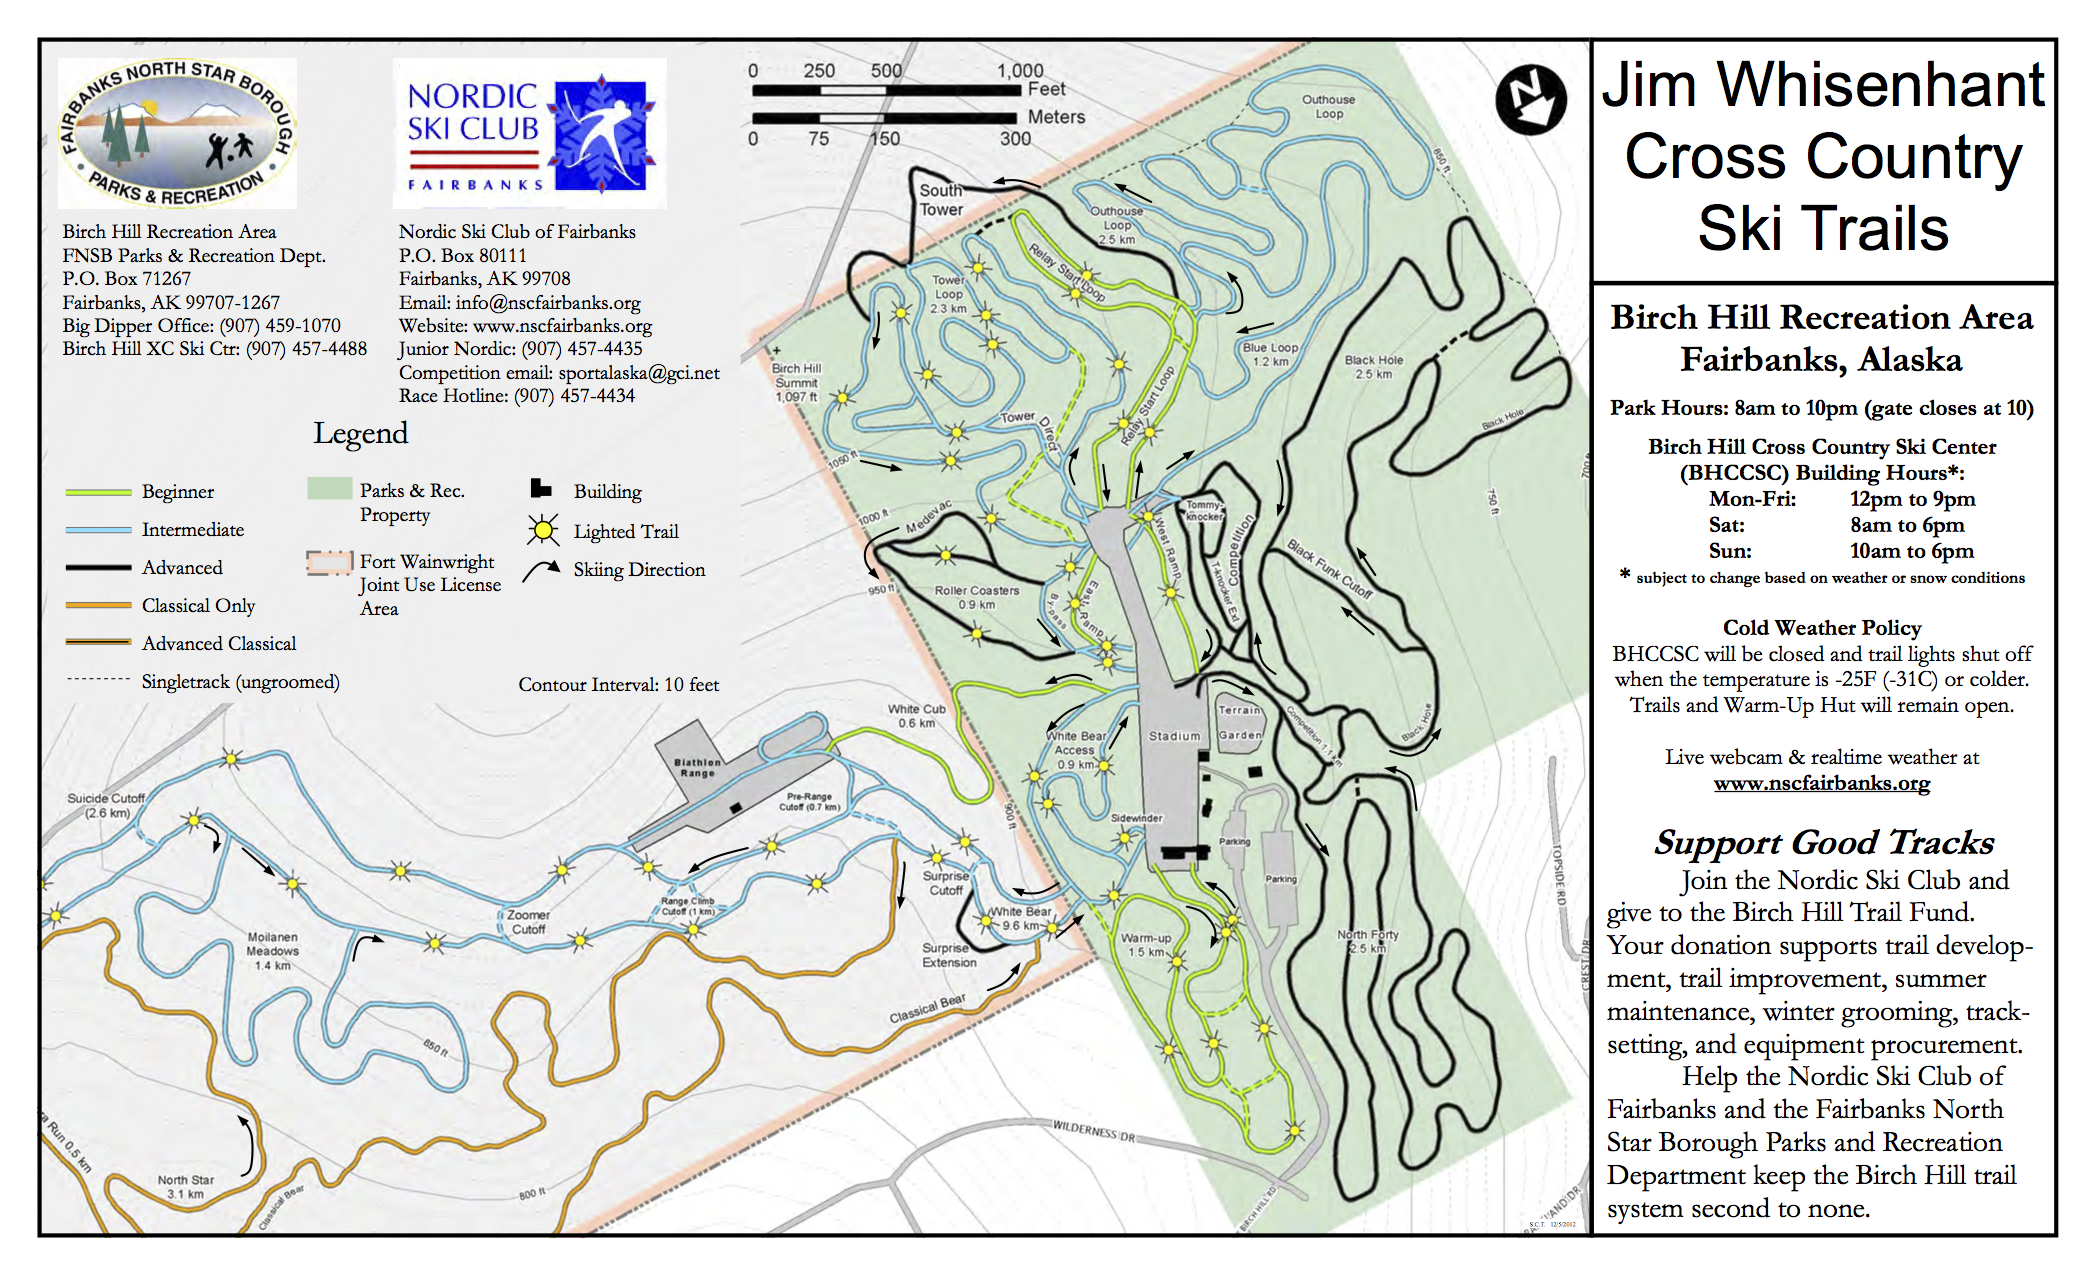 FAIRBANKS NORTH STAR BOROUGH
• PARKS & RECREATION •
NORDIC
SKI CLUB
FAIRBANKS
Birch Hill Recreation Area
FNSB Parks & Recreation Dept.
P.O. Box 71267
Fairbanks, AK 99707-1267
Big Dipper Office: (907) 459-1070
Birch Hill XC Ski Ctr: (907) 457-4488
Nordic Ski Club of Fairbanks
P.O. Box 80111
Fairbanks, AK 99708
Email: info@nscfairbanks.org
Website: www.nscfairbanks.org
Junior Nordic: (907) 457-4435
Competition email: sportalaska@gci.net
Race Hotline: (907) 457-4434
Legend
Beginner
Intermediate
Advanced
Classical Only
Advanced Classical
Singletrack (ungroomed)
Parks & Rec.
Property
Fort Wainwright
Joint Use License
Area
Building
Lighted Trail
Skiing Direction
Contour Interval: 10 feet
0 250 500 1,000
Feet
Meters
0 75 150 300
N
Outhouse
Loop
850 ft
South
Tower
Outhouse
Loop
2.5 km
Relay Start Loop
Tower
Loop
2.3 km
Birch Hill
Summit
1,097 ft
Blue Loop
1.2 km
Black Hole
2.5 km
Black Hole
Relay Start Loop
Tower
Direct
1050 ft
700 ft
750 ft
1000 ft
Medevac
Tommy-
knocker
Competition
West Ramp
T-knocker Ext
Black Funk Cutoff
950 ft
Roller Coasters
0.9 km
By-pass
East Ramp
White Cub
0.6 km
White Bear
Access
0.9 km
Stadium
Terrain
Garden
Competition 1.1 km
Black Hole
Biathlon
Range
Pre-Range
Cutoff (0.7 km)
Suicide Cutoff
(2.6 km)
900 ft
Sidewinder
Parking
Parking
TOPSIDE RD
Surprise
Cutoff
Range Climb
Cutoff (1 km)
Zoomer
Cutoff
White Bear
9.6 km
Surprise
Extension
Warm-up
1.5 km
North Forty
2.5 km
CREST DR
Moilanen
Meadows
1.4 km
Classical Bear
850 ft
WILDERNESS DR
Run 0.5 km
North Star
3.1 km
Classical Bear
800 ft
BIRCH HILL RD
S.C.T. 12/5/2012
Jim Whisenhant
Cross Country
Ski Trails
Birch Hill Recreation Area
Fairbanks, Alaska
Park Hours: 8am to 10pm (gate closes at 10)
Birch Hill Cross Country Ski Center
(BHCCSC) Building Hours*:
Mon-Fri: 12pm to 9pm
Sat: 8am to 6pm
Sun: 10am to 6pm
* subject to change based on weather or snow conditions
Cold Weather Policy
BHCCSC will be closed and trail lights shut off
when the temperature is -25F (-31C) or colder.
Trails and Warm-Up Hut will remain open.
Live webcam & realtime weather at
www.nscfairbanks.org
Support Good Tracks
Join the Nordic Ski Club and
give to the Birch Hill Trail Fund.
Your donation supports trail develop-
ment, trail improvement, summer
maintenance, winter grooming, track-
setting, and equipment procurement.
Help the Nordic Ski Club of
Fairbanks and the Fairbanks North
Star Borough Parks and Recreation
Department keep the Birch Hill trail
system second to none.